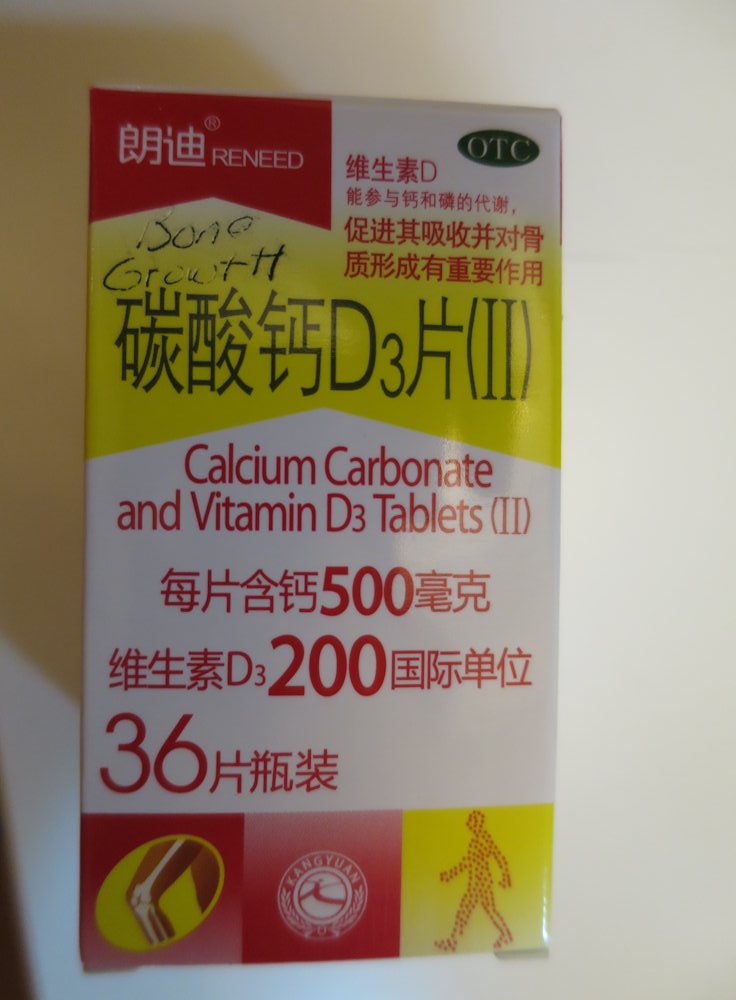 朗迪® RENEED
OTC
维生素D
能参与钙和磷的代谢，
促进其吸收并对骨
质形成有重要作用
Bone
Growth
碳酸钙D3片(II)
Calcium Carbonate
and Vitamin D3 Tablets (II)
每片含钙500毫克
维生素D3200国际单位
36片瓶装
KANGYUAN